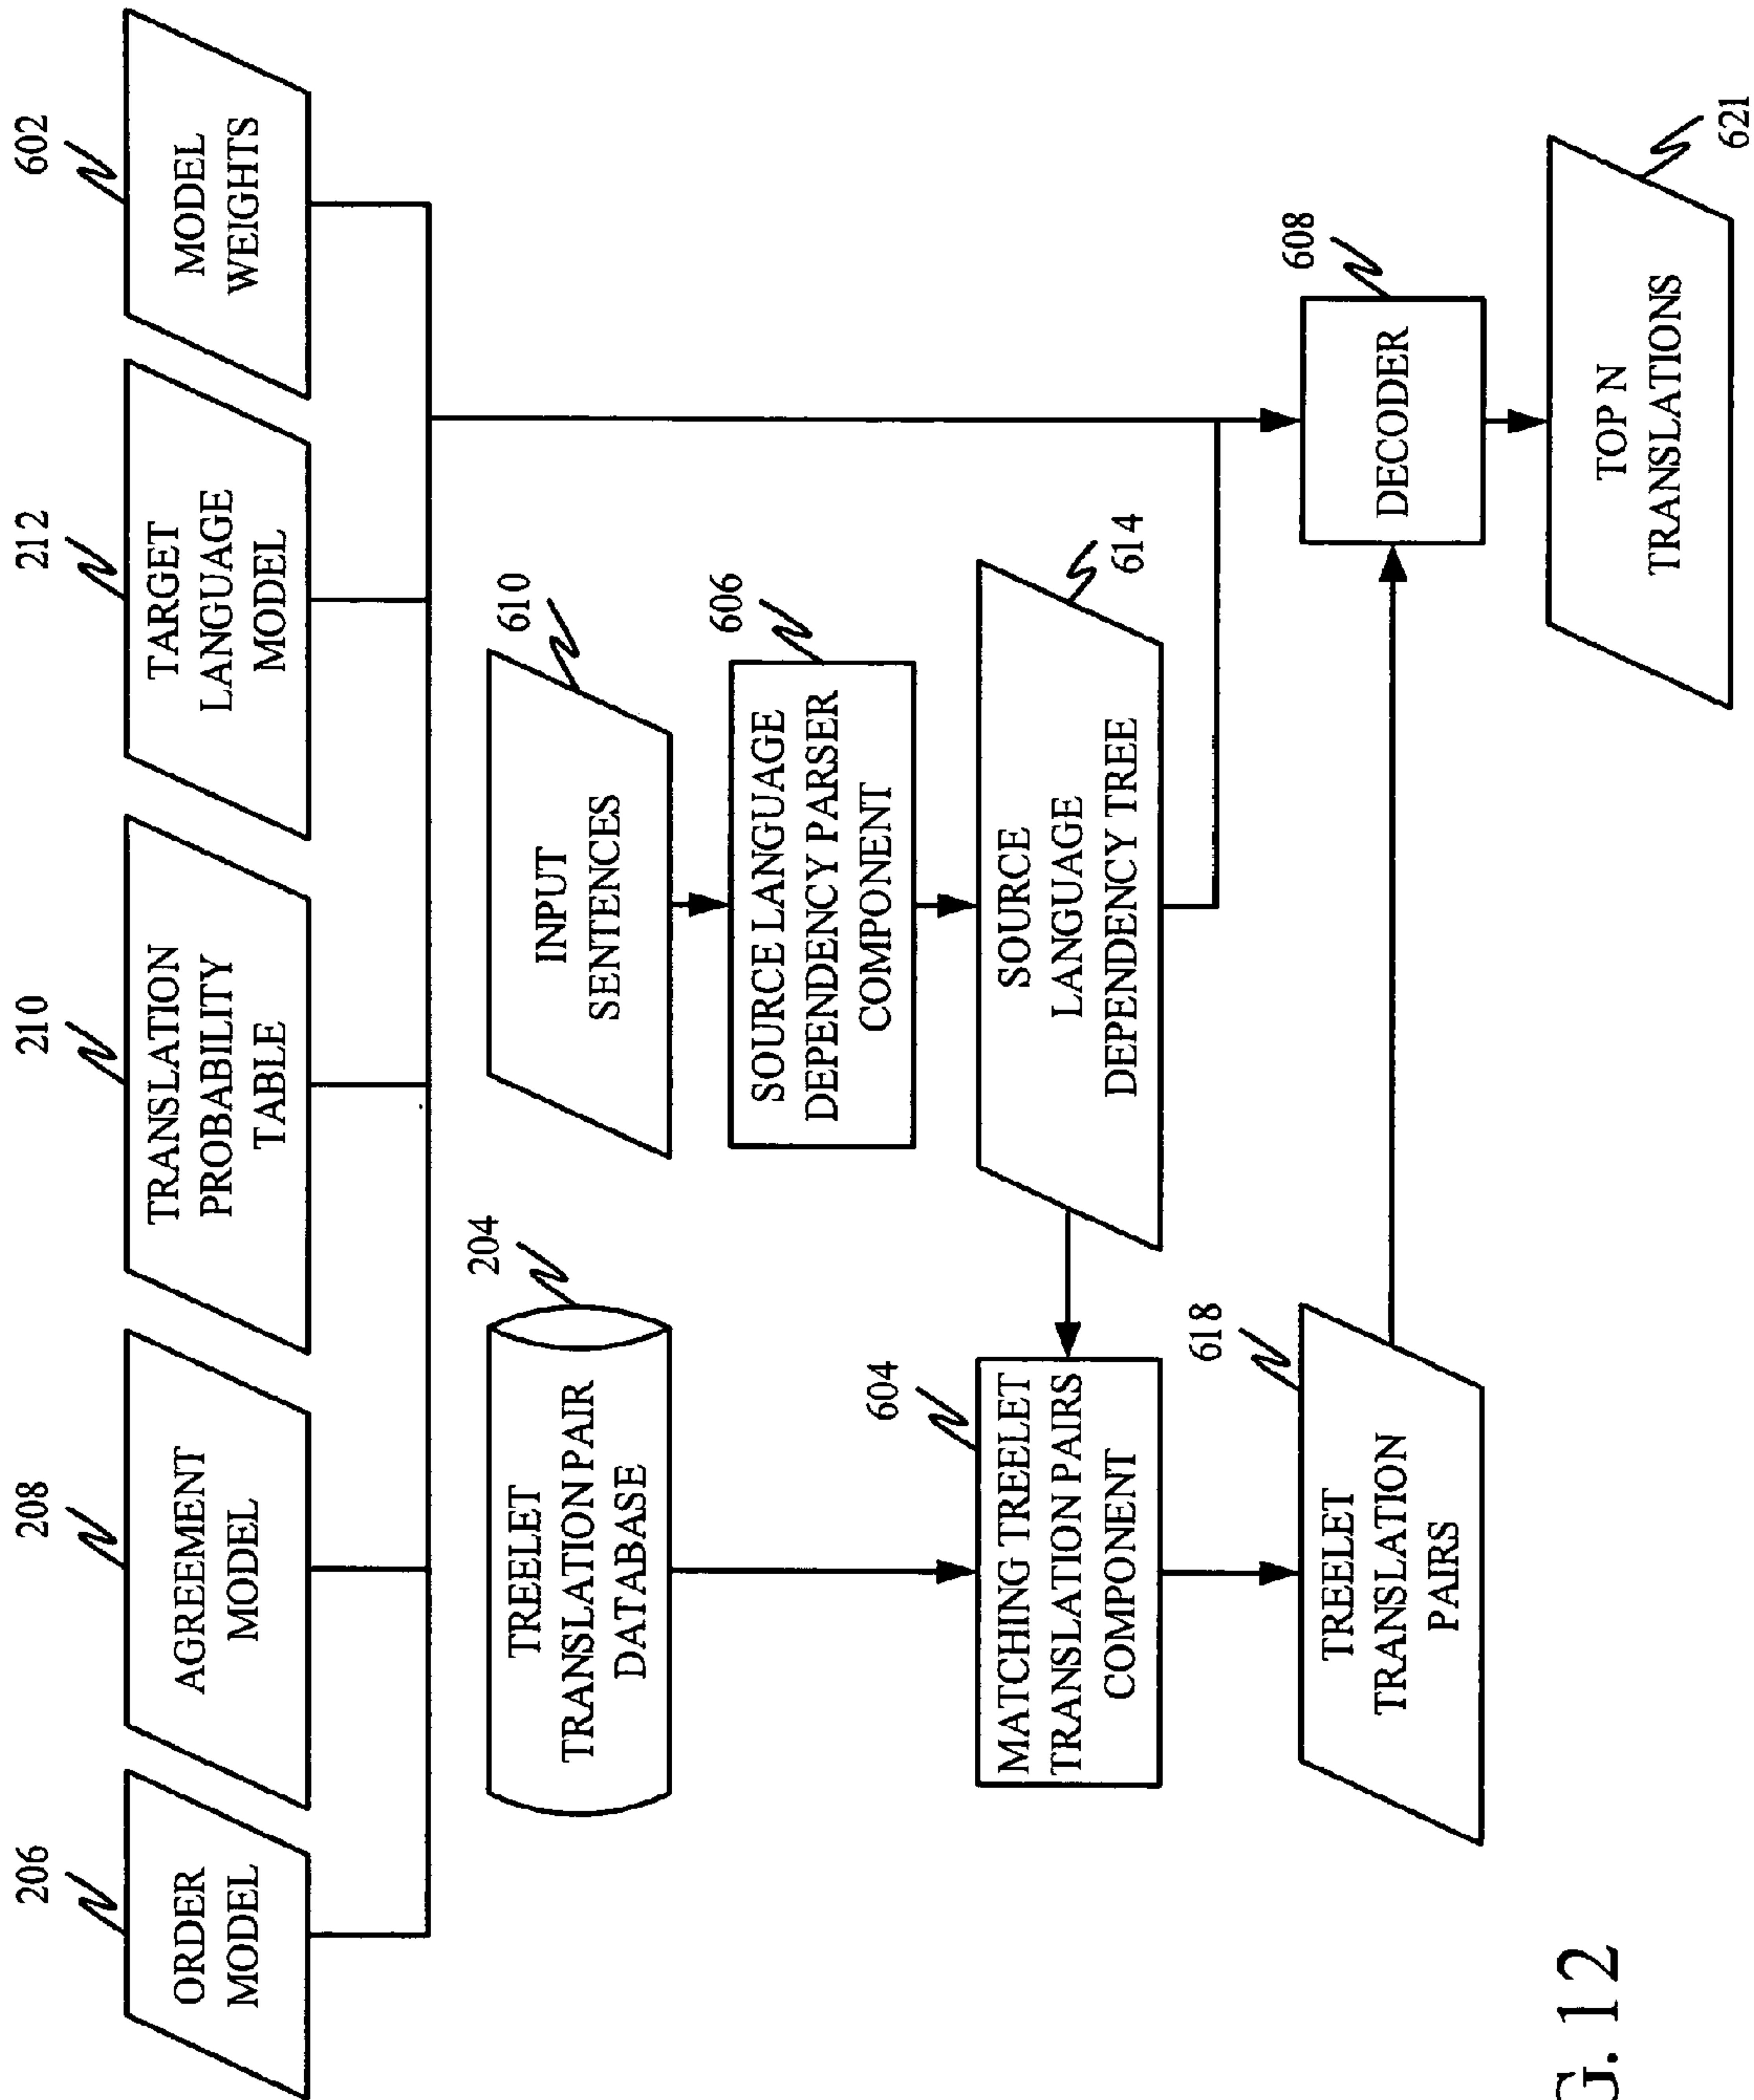 206
ORDER
MODEL
208
AGREEMENT
MODEL
210
TRANSLATION
PROBABILITY
TABLE
212
TARGET
LANGUAGE
MODEL
602
MODEL
WEIGHTS
204
TREELET
TRANSLATION PAIR
DATABASE
610
INPUT
SENTENCES
606
SOURCE LANGUAGE
DEPENDENCY PARSER
COMPONENT
604
MATCHING TREELET
TRANSLATION PAIRS
COMPONENT
SOURCE
LANGUAGE
DEPENDENCY TREE
614
618
TREELET
TRANSLATION
PAIRS
608
DECODER
TOP N
TRANSLATIONS
621
G. 12